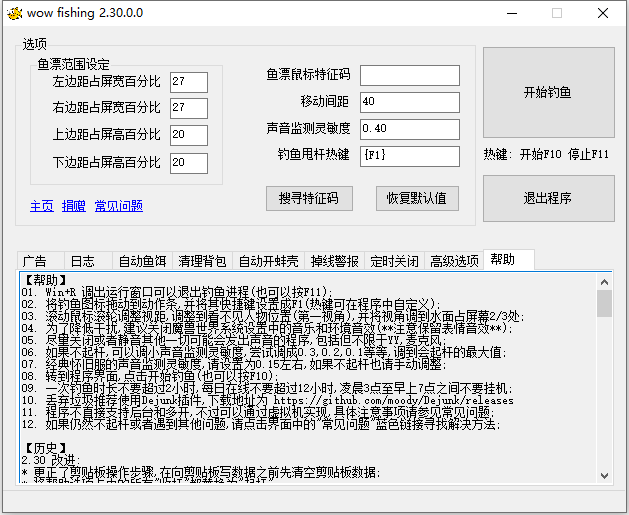 wow fishing 2.30.0.0
选项
鱼漂范围设定
左边距占屏宽百分比 27
右边距占屏宽百分比 27
上边距占屏高百分比 20
下边距占屏高百分比 20
主页 捐赠 常见问题
鱼漂鼠标特征码
移动间距 40
声音监测灵敏度 0.40
钓鱼甩杆热键 {F1}
搜寻特征码 恢复默认值
开始钓鱼
热键: 开始F10 停止F11
退出程序
广告 日志 自动鱼饵 清理背包 自动开蚌壳 掉线警报 定时关闭 高级选项 帮助
【帮助】
01. Win+R 调出运行窗口可以退出钓鱼进程(也可以按F11);
02. 将钓鱼图标拖动到动作条,并将其快捷键设置成F1(热键可在程序中自定义);
03. 滚动鼠标滚轮调整视距,调整到看不见人物位置(第一视角),并将视角调到水面占屏幕2/3处;
04. 为了降低干扰,建议关闭魔兽世界系统设置中的音乐和环境音效(**注意保留表情音效**);
05. 尽量关闭或者静音其他一切可能会发出声音的程序,包括但不限于YY,麦克风;
06. 如果不起杆,可以调小声音监测灵敏度,尝试调成0.3,0.2,0.1等等,调到会起杆的最大值;
07. 经典怀旧服的声音监测灵敏度,请设置为0.15左右,如果不起杆也请手动调整;
08. 转到程序界面,点击开始钓鱼(也可以按F10);
09. 一次钓鱼时长不要超过2小时,每日在线不要超过12小时,凌晨3点至早上7点之间不要挂机;
10. 丢弃垃圾推荐使用Dejunk插件,下载地址为 https://github.com/moody/Dejunk/releases
11. 程序不直接支持后台和多开,不过可以通过虚拟机实现,具体注意事项请参见常见问题;
12. 如果仍然不起杆或者遇到其他问题,请点击界面中的"常见问题"蓝色链接寻找解决方法;
【历史】
2.30 改进:
* 更正了剪贴板操作步骤,在向剪贴板写数据之前先清空剪贴板数据;